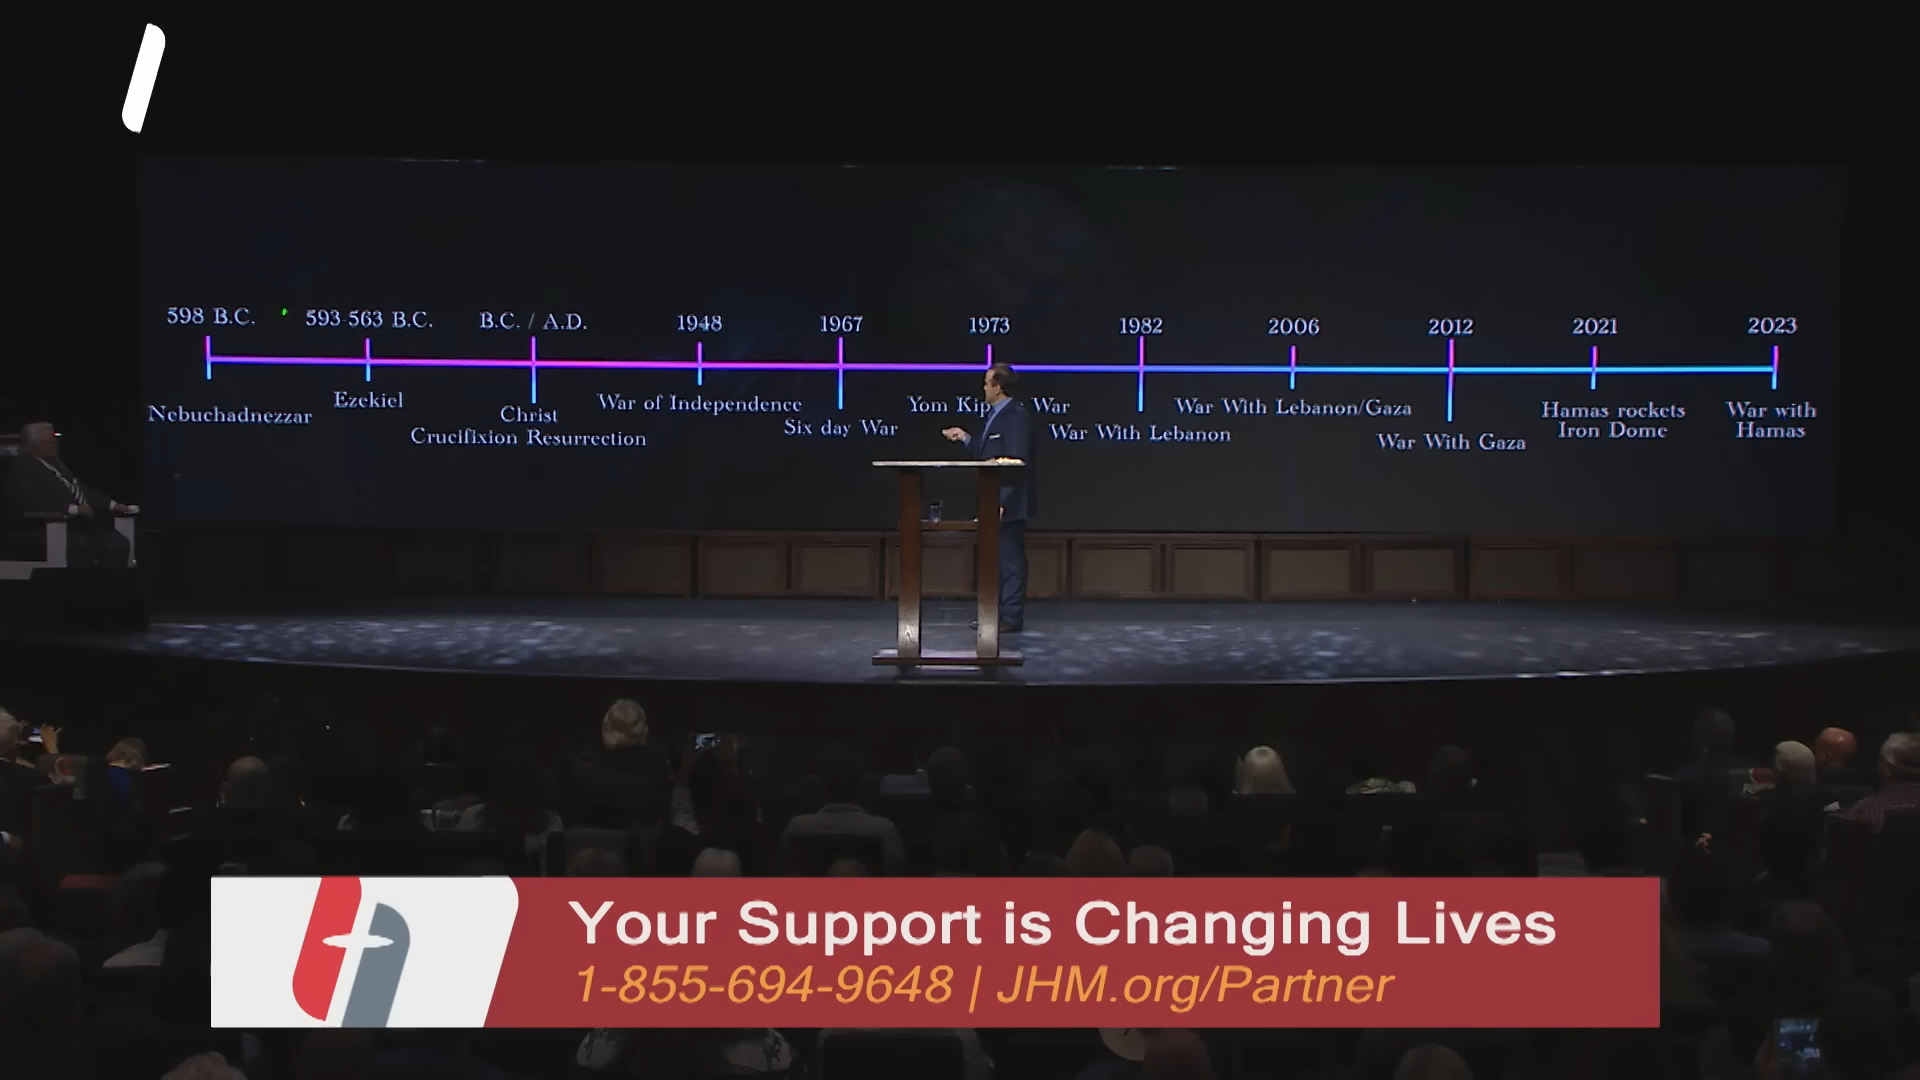 598 B.C.
593-563 B.C.
B.C. / A.D.
1948
1967
1973
1982
2006
2012
2021
2023
Nebuchadnezzar
Ezekiel
Christ
Crucifixion Resurrection
War of Independence
Six day War
Yom Kip War
War With Lebanon
War With Lebanon/Gaza
War With Gaza
Hamas rockets
Iron Dome
War with
Hamas
Your Support is Changing Lives
1-855-694-9648 | JHM.org/Partner